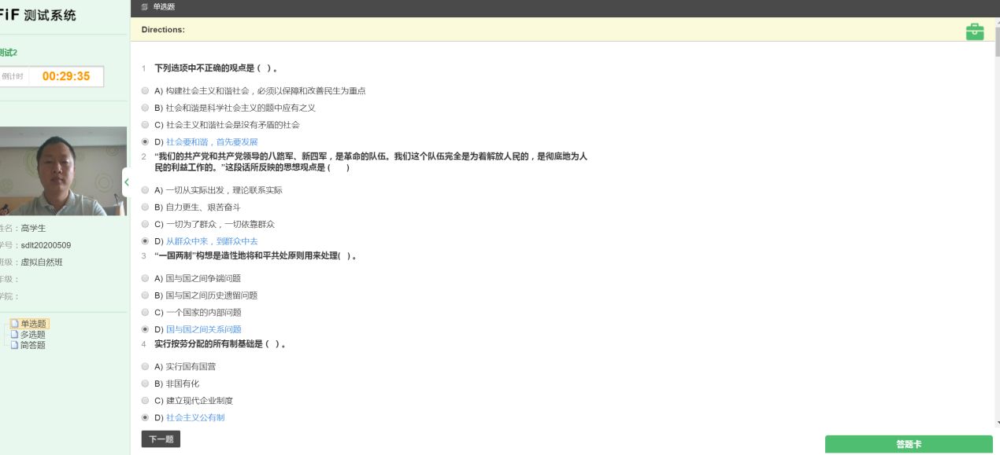 FiF 测试系统
测试2
倒计时 00:29:35
姓名：高学生
学号：sdlt20200509
班级：虚拟自然班
年级：
学院：
单选题
多选题
简答题
单选题
Directions:
1 下列选项中不正确的观点是（ ）。
A) 构建社会主义和谐社会，必须以保障和改善民生为重点
B) 社会和谐是科学社会主义的题中应有之义
C) 社会主义和谐社会是没有矛盾的社会
D) 社会要和谐，首先要发展
2 “我们的共产党和共产党领导的八路军、新四军，是革命的队伍。我们这个队伍完全是为着解放人民的，是彻底地为人
民的利益工作的。”这段话所反映的思想观点是 ( )
A) 一切从实际出发，理论联系实际
B) 自力更生、艰苦奋斗
C) 一切为了群众，一切依靠群众
D) 从群众中来，到群众中去
3 “一国两制”构想是造性地将和平共处原则用来处理( )。
A) 国与国之间争端问题
B) 国与国之间历史遗留问题
C) 一个国家的内部问题
D) 国与国之间关系问题
4 实行按劳分配的所有制基础是（ ）。
A) 实行国有国营
B) 非国有化
C) 建立现代企业制度
D) 社会主义公有制
下一题
答题卡